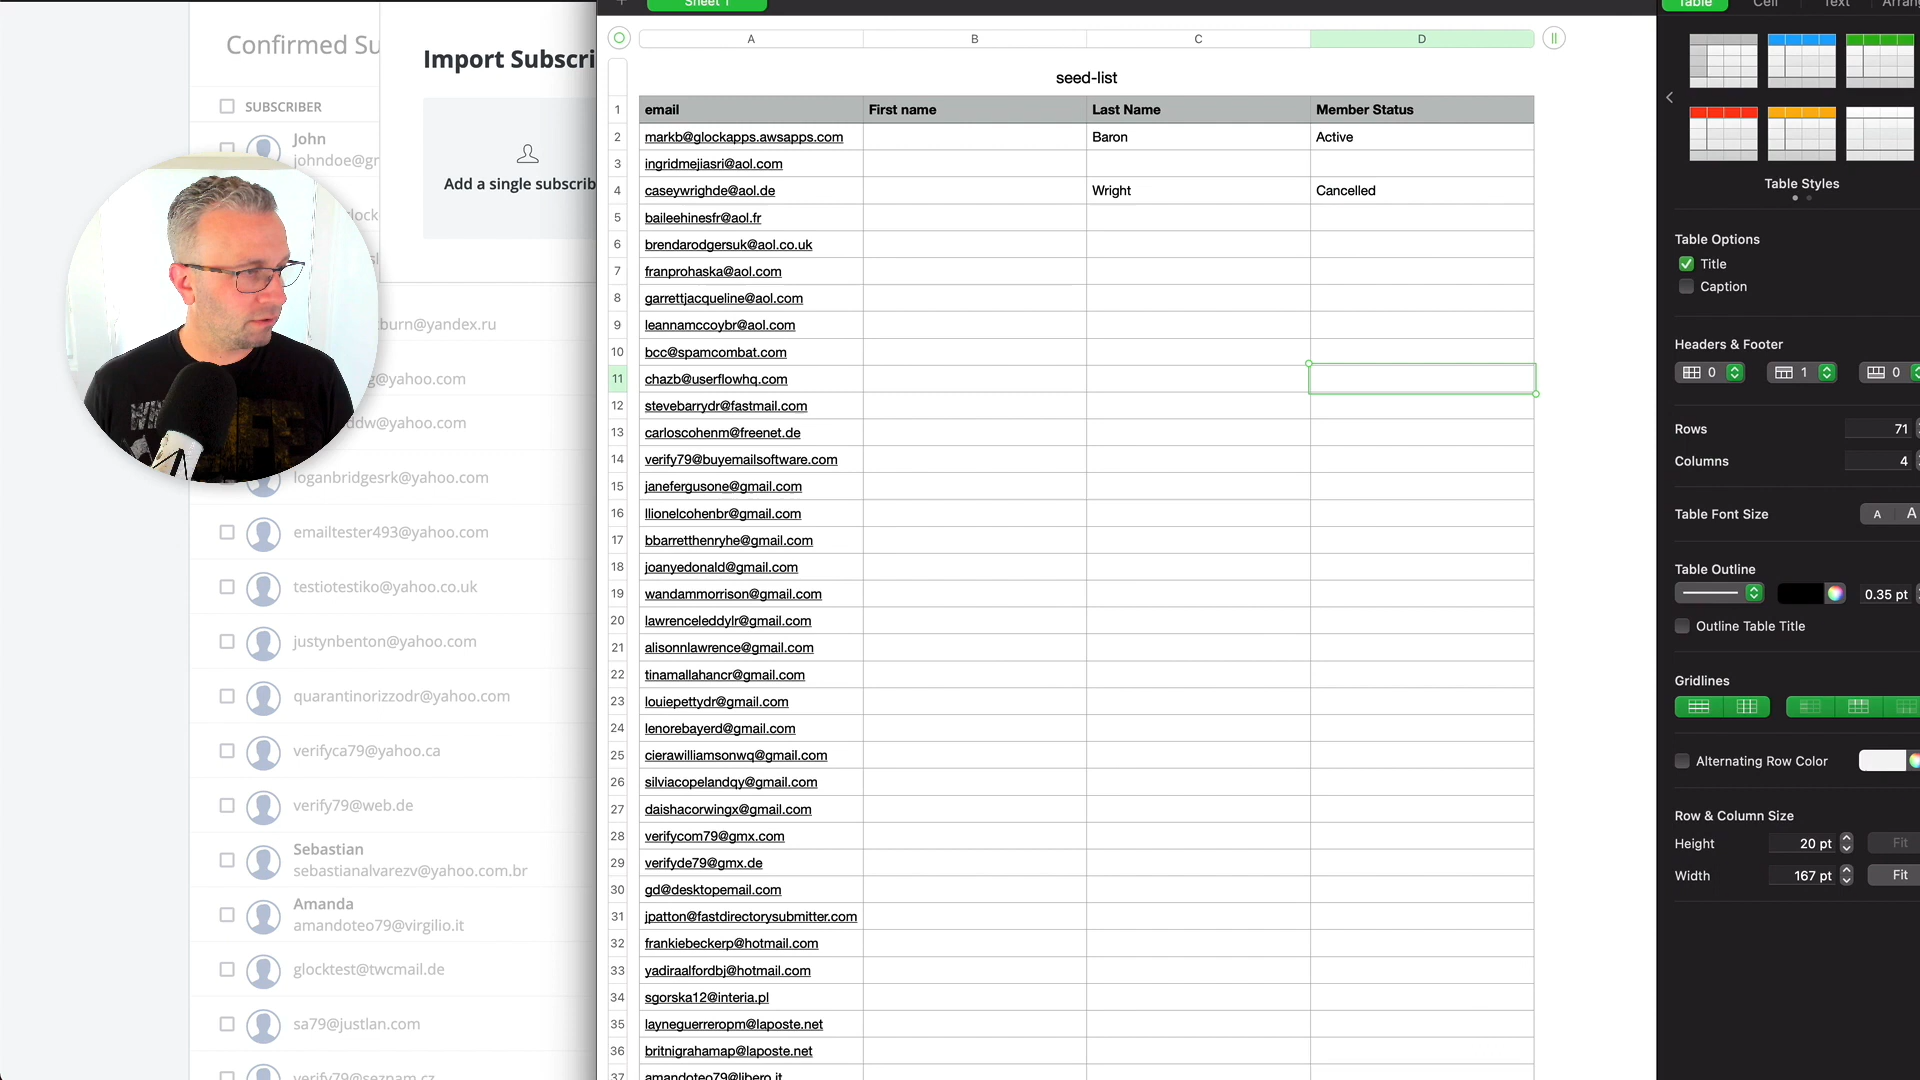 Confirmed Su
SUBSCRIBER
John
johndoe@gr
burn@yandex.ru
g@yahoo.com
ddw@yahoo.com
loganbridgesrk@yahoo.com
emailtester493@yahoo.com
testiotestiko@yahoo.co.uk
justynbenton@yahoo.com
quarantinorizzodr@yahoo.com
verifyca79@yahoo.ca
verify79@web.de
Sebastian
sebastianalvarezv@yahoo.com.br
Amanda
amandoteo79@virgilio.it
glocktest@twcmail.de
sa79@justlan.com
verify79@seznam.cz
Import Subscri
Add a single subscrib
Sheet 1
A B C D
seed-list
1 email First name Last Name Member Status
2 markb@glockapps.awsapps.com Baron Active
3 ingridmejiasri@aol.com
4 caseywrighde@aol.de Wright Cancelled
5 baileehinesfr@aol.fr
6 brendarodgersuk@aol.co.uk
7 franprohaska@aol.com
8 garrettjacqueline@aol.com
9 leannamccoybr@aol.com
10 bcc@spamcombat.com
11 chazb@userflowhq.com
12 stevebarrydr@fastmail.com
13 carloscohenm@freenet.de
14 verify79@buyemailsoftware.com
15 janefergusone@gmail.com
16 llionelcohenbr@gmail.com
17 bbarretthenryhe@gmail.com
18 joanyedonald@gmail.com
19 wandammorrison@gmail.com
20 lawrenceleddylr@gmail.com
21 alisonnlawrence@gmail.com
22 tinamallahancr@gmail.com
23 louiepettydr@gmail.com
24 lenorebayerd@gmail.com
25 cierawilliamsonwq@gmail.com
26 silviacopelandqy@gmail.com
27 daishacorwingx@gmail.com
28 verifycom79@gmx.com
29 verifyde79@gmx.de
30 gd@desktopemail.com
31 jpatton@fastdirectorysubmitter.com
32 frankiebeckerp@hotmail.com
33 yadiraalfordbj@hotmail.com
34 sgorska12@interia.pl
35 layneguerreropm@laposte.net
36 britnigrahamap@laposte.net
37 amandoteo79@libero.it
Table Cell Text Arrang
Table Styles
Table Options
Title
Caption
Headers & Footer
0 1 0
Rows 71
Columns 4
Table Font Size A A
Table Outline
0.35 pt
Outline Table Title
Gridlines
Alternating Row Color
Row & Column Size
Height 20 pt Fit
Width 167 pt Fit